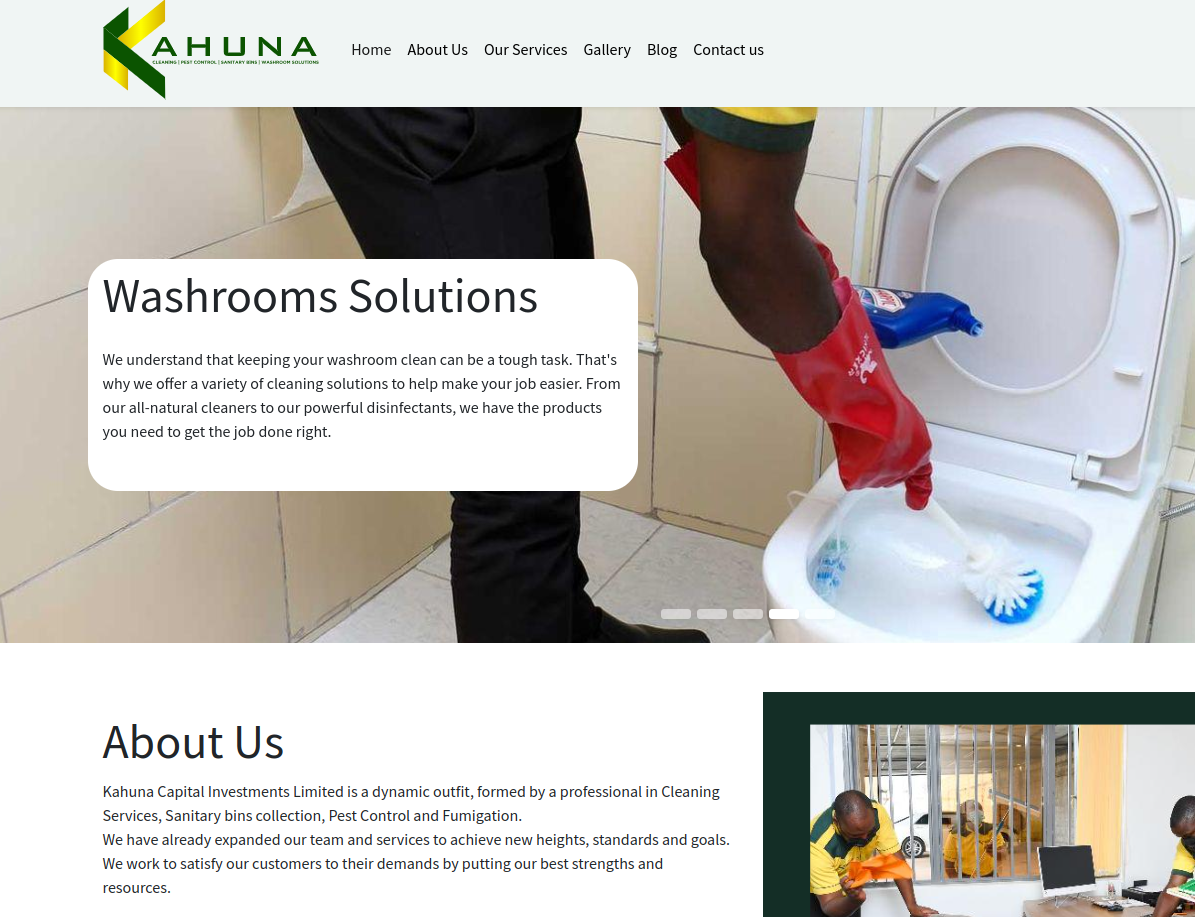 KAHUNA
CLEANING | PEST CONTROL | SANITARY BINS | WASHROOM SOLUTIONS
Home About Us Our Services Gallery Blog Contact us
Washrooms Solutions
We understand that keeping your washroom clean can be a tough task. That's
why we offer a variety of cleaning solutions to help make your job easier. From
our all-natural cleaners to our powerful disinfectants, we have the products
you need to get the job done right.
About Us
Kahuna Capital Investments Limited is a dynamic outfit, formed by a professional in Cleaning
Services, Sanitary bins collection, Pest Control and Fumigation.
We have already expanded our team and services to achieve new heights, standards and goals.
We work to satisfy our customers to their demands by putting our best strengths and
resources.